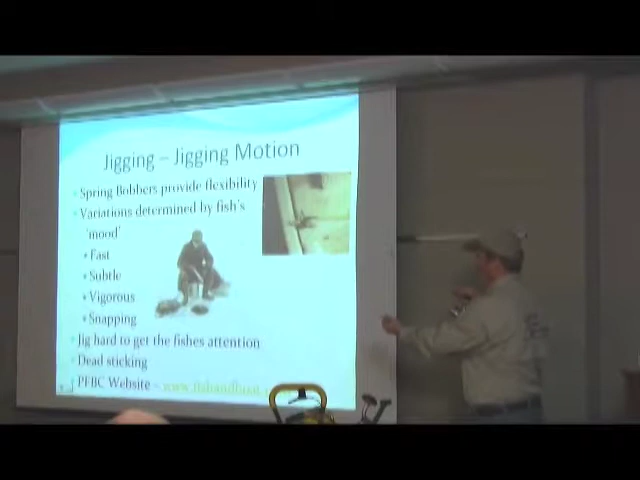 Jigging – Jigging Motion
Spring Bobbers provide flexibility
Variations determined by fish's
'mood'
Fast
Subtle
Vigorous
Snapping
Jig hard to get the fishes attention
Dead sticking
PFBC Website –